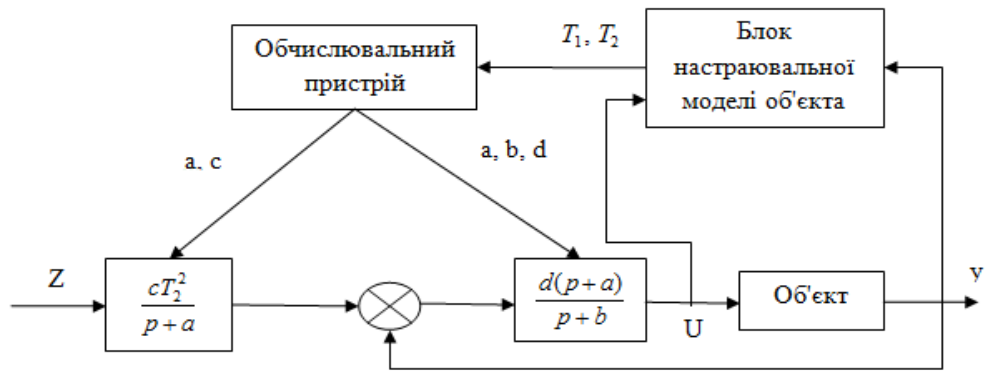 Обчислювальний
пристрій
T₁, T₂
Блок
настраювальної
моделі об'єкта
a, c
a, b, d
Z
cT₂²
p + a
d(p + a)
p + b
U
Об'єкт
y